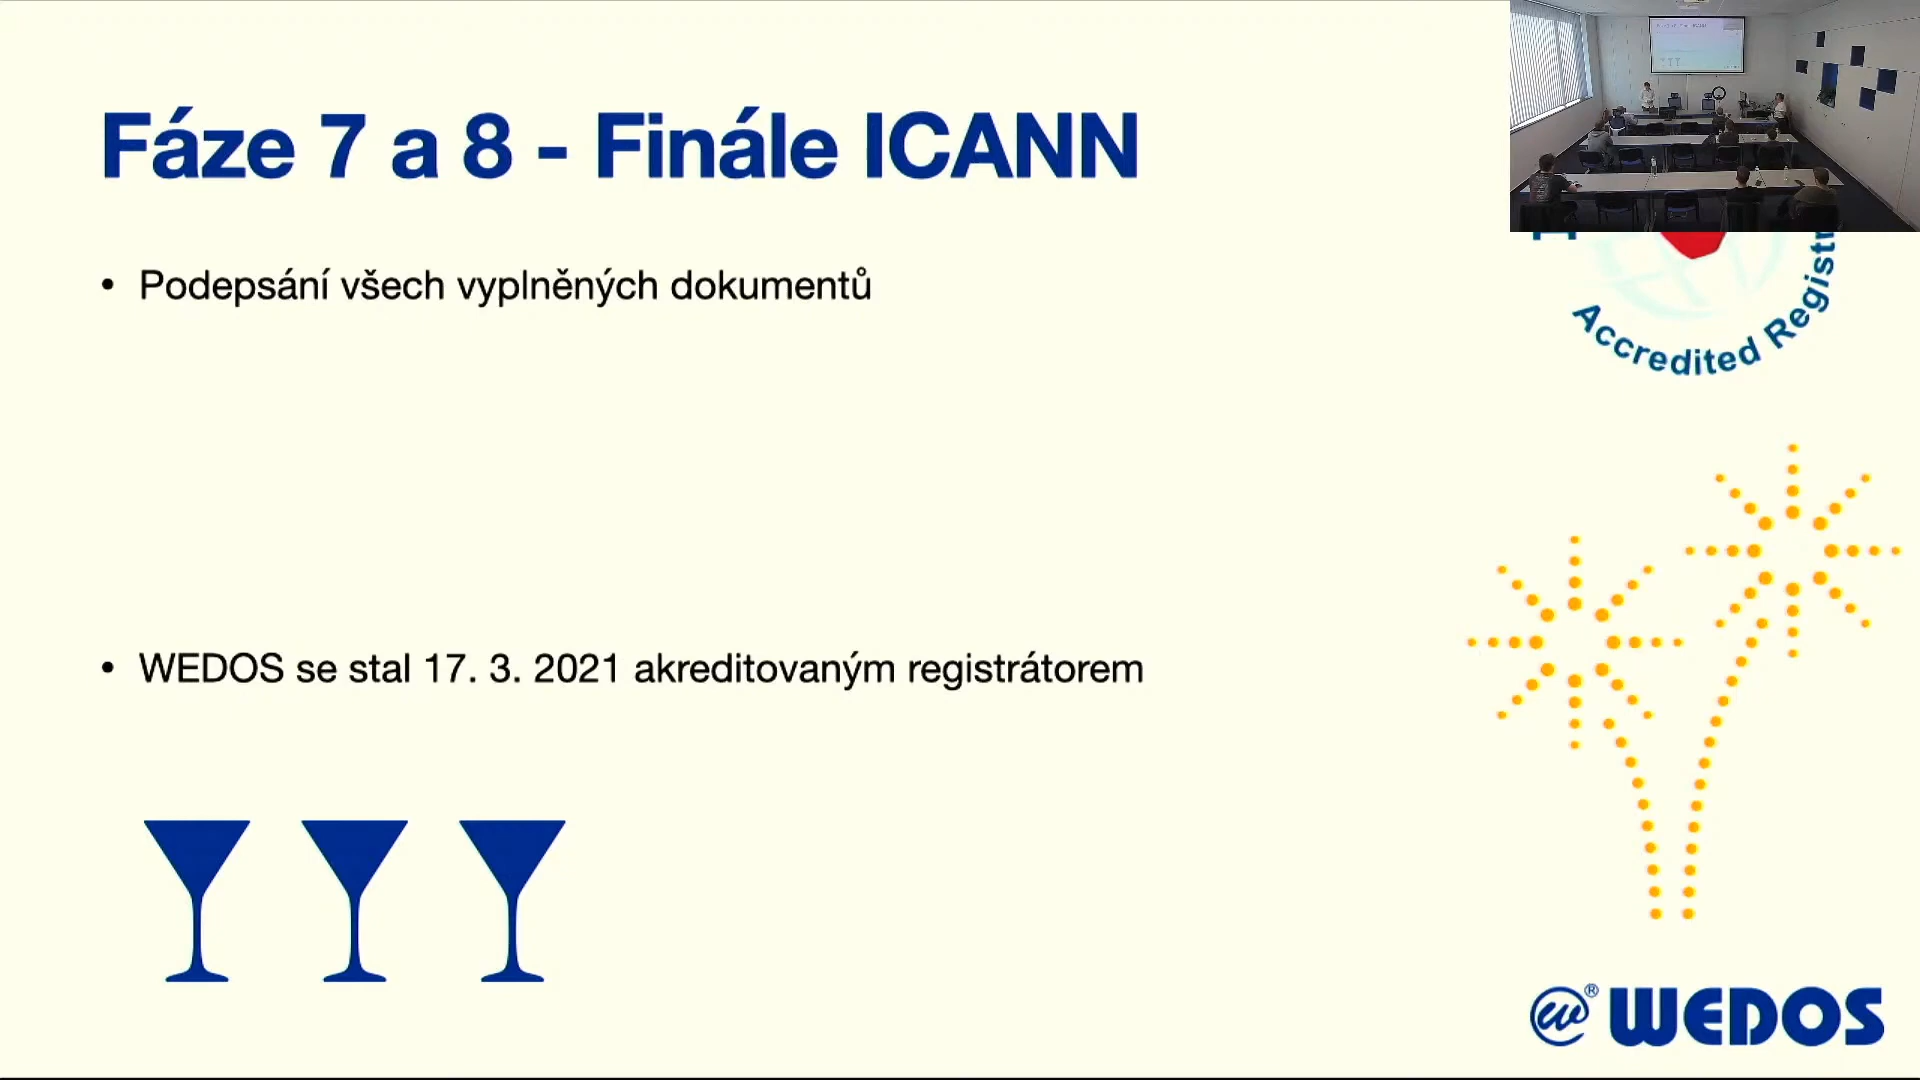 Fáze 7 a 8 - Finále ICANN
• Podepsání všech vyplněných dokumentů
• WEDOS se stal 17. 3. 2021 akreditovaným registrátorem
Accredited
WEDOS